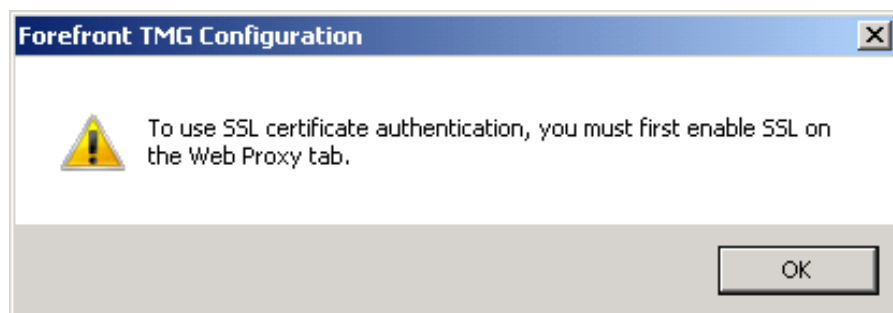 Forefront TMG Configuration
To use SSL certificate authentication, you must first enable SSL on
the Web Proxy tab.
OK